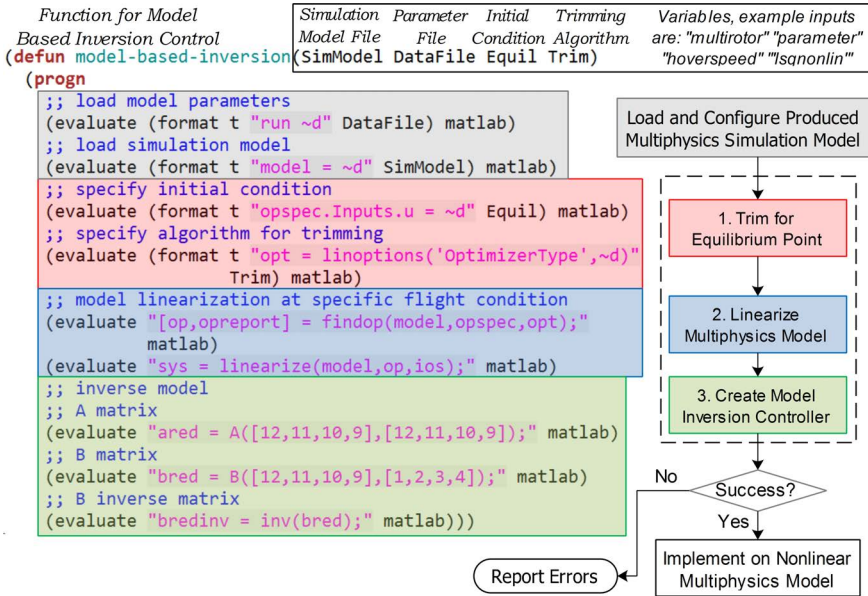 Function for Model
Based Inversion Control
Simulation Model File
Parameter File
Initial Condition
Trimming Algorithm
Variables, example inputs
are: "multirotor" "parameter"
"hoverspeed" "'lsqnonlin'"
(defun model-based-inversion(SimModel DataFile Equil Trim)
(progn
;; load model parameters
(evaluate (format t "run ~d" DataFile) matlab)
;; load simulation model
(evaluate (format t "model = ~d" SimModel) matlab)
;; specify initial condition
(evaluate (format t "opspec.Inputs.u = ~d" Equil) matlab)
;; specify algorithm for trimming
(evaluate (format t "opt = linoptions('OptimizerType',~d)"
Trim) matlab)
;; model linearization at specific flight condition
(evaluate "[op,opreport] = findop(model,opspec,opt);"
matlab)
(evaluate "sys = linearize(model,op,ios);" matlab)
;; inverse model
;; A matrix
(evaluate "ared = A([12,11,10,9],[12,11,10,9]);" matlab)
;; B matrix
(evaluate "bred = B([12,11,10,9],[1,2,3,4]);" matlab)
;; B inverse matrix
(evaluate "bredinv = inv(bred);" matlab)))
Load and Configure Produced
Multiphysics Simulation Model
1. Trim for
Equilibrium Point
2. Linearize
Multiphysics Model
3. Create Model
Inversion Controller
No
Success?
Yes
Report Errors
Implement on Nonlinear
Multiphysics Model